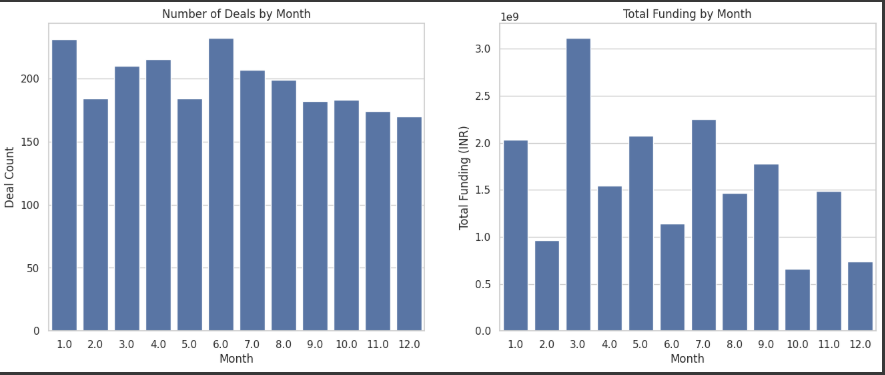 Number of Deals by Month
200
150
100
50
0
Deal Count
1.0 2.0 3.0 4.0 5.0 6.0 7.0 8.0 9.0 10.0 11.0 12.0
Month
Total Funding by Month
1e9
3.0
2.5
2.0
1.5
1.0
0.5
0.0
Total Funding (INR)
1.0 2.0 3.0 4.0 5.0 6.0 7.0 8.0 9.0 10.0 11.0 12.0
Month